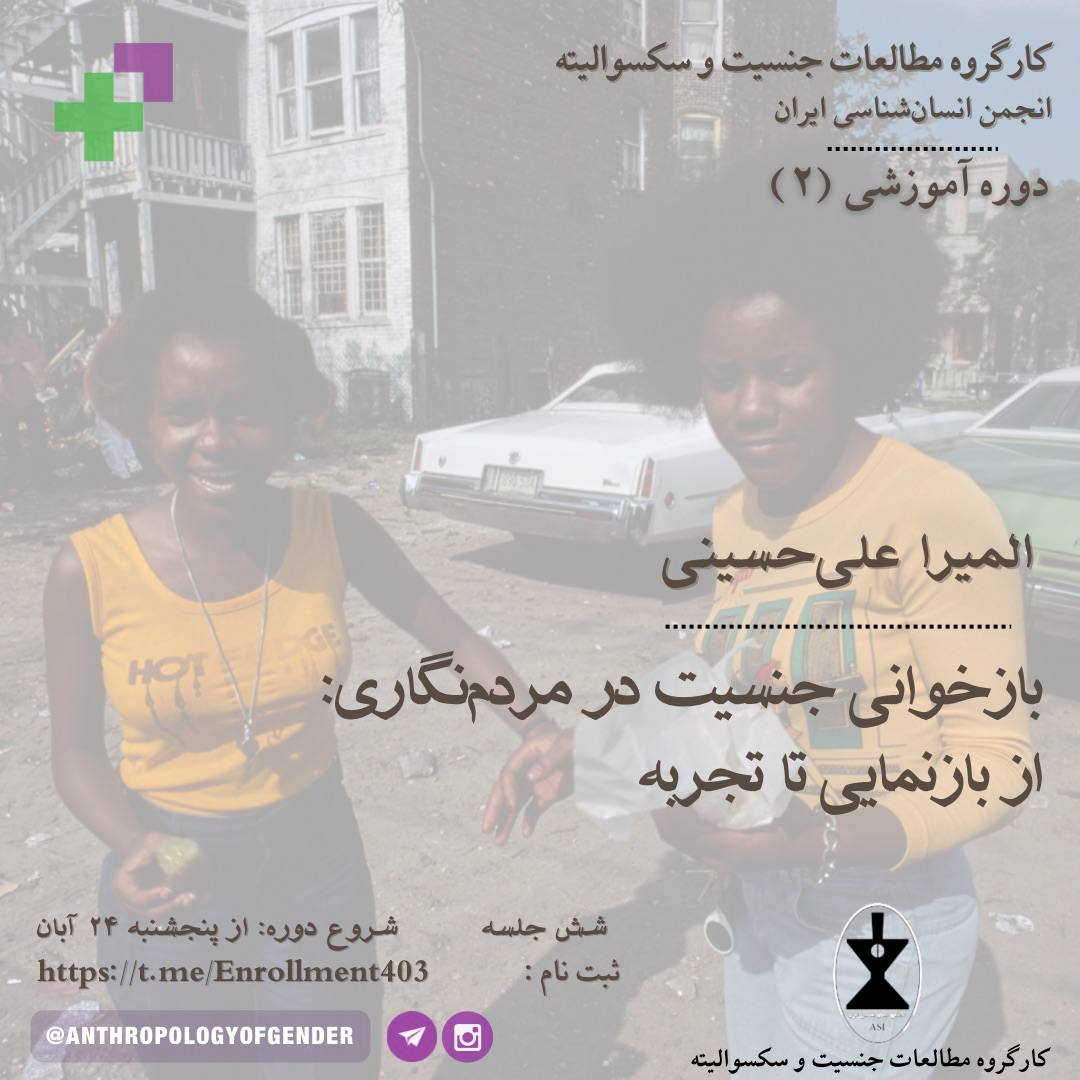 کارگروه مطالعات جنسیت و سکسوالیته
انجمن انسان‌شناسی ایران
دوره آموزشی (۲)
HOT
المیرا علی‌حسینی
بازخوانی جنسیت در مردم‌نگاری:
از بازنمایی تا تجربه
شش جلسه
شروع دوره: از پنجشنبه ۲۴ آبان
ثبت نام :
https://t.me/Enrollment403
@ANTHROPOLOGYOFGENDER
ASI
کارگروه مطالعات جنسیت و سکسوالیته